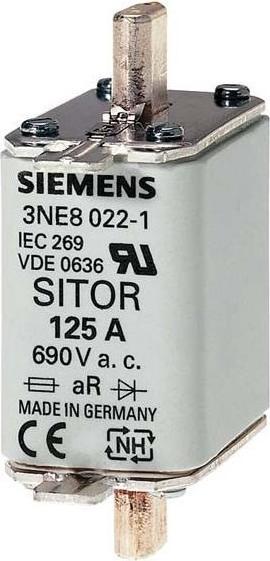 SIEMENS
3NE8 022-1
IEC 269
VDE 0636
SITOR
125 A
690 V a. c.
aR
MADE IN GERMANY
CE NH